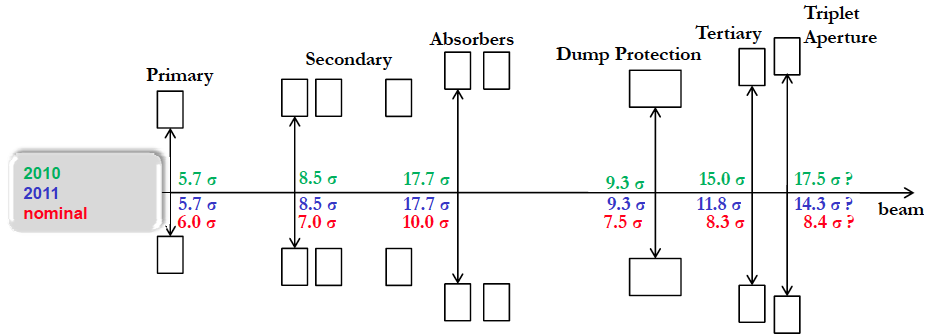 Triplet
Aperture
Tertiary
Absorbers
Dump Protection
Secondary
Primary
2010
2011
nominal
5.7 σ
8.5 σ
17.7 σ
9.3 σ
15.0 σ
17.5 σ ?
5.7 σ
8.5 σ
17.7 σ
9.3 σ
11.8 σ
14.3 σ ?
6.0 σ
7.0 σ
10.0 σ
7.5 σ
8.3 σ
8.4 σ ?
beam